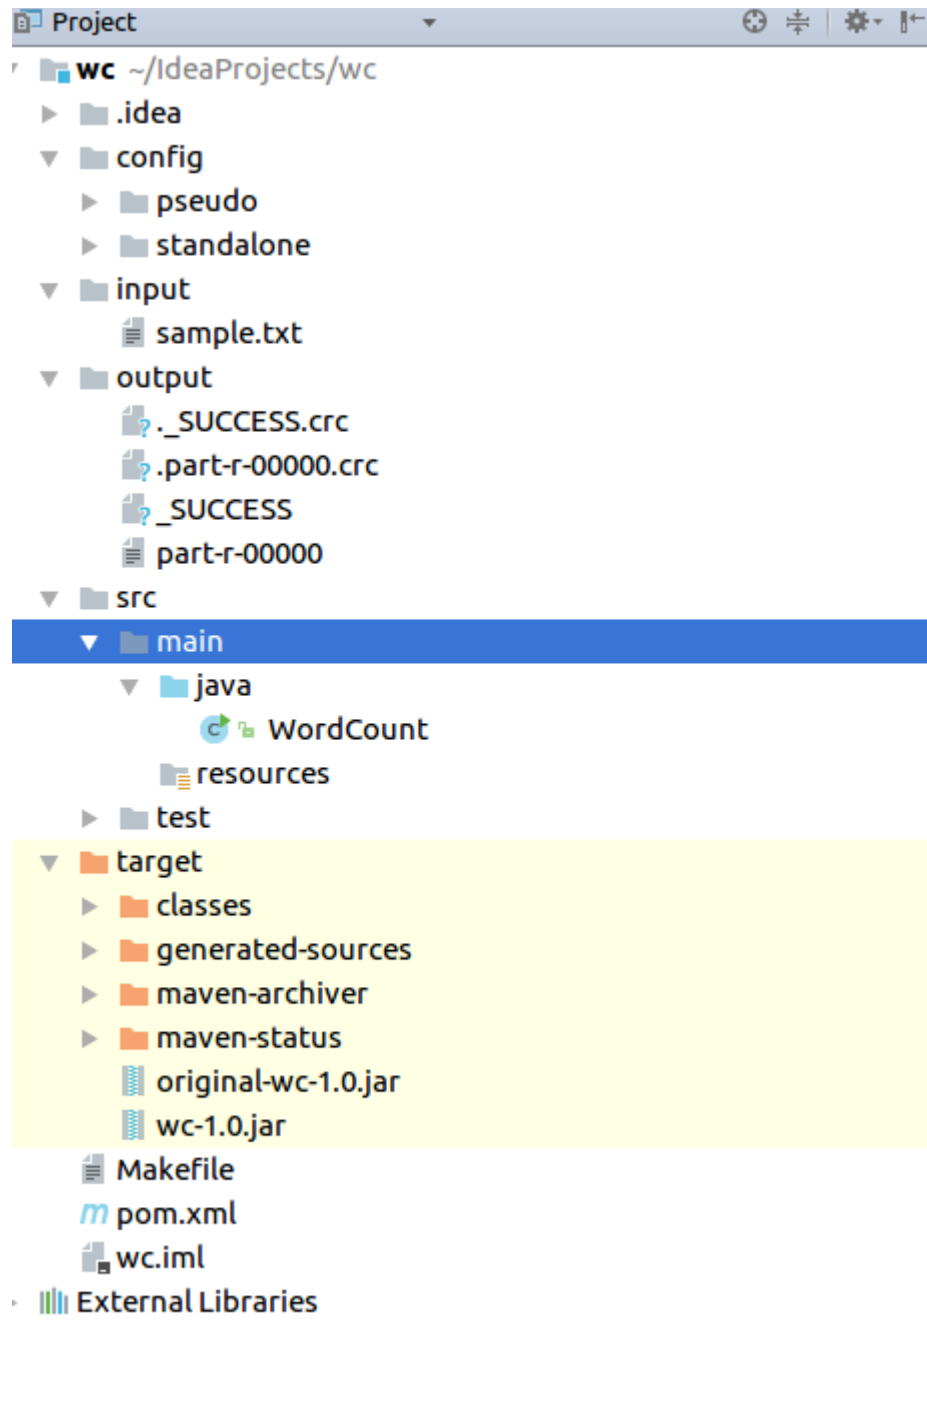 Project
wc ~/IdeaProjects/wc
.idea
config
pseudo
standalone
input
sample.txt
output
._SUCCESS.crc
.part-r-00000.crc
_SUCCESS
part-r-00000
src
main
java
WordCount
resources
test
target
classes
generated-sources
maven-archiver
maven-status
original-wc-1.0.jar
wc-1.0.jar
Makefile
pom.xml
wc.iml
External Libraries